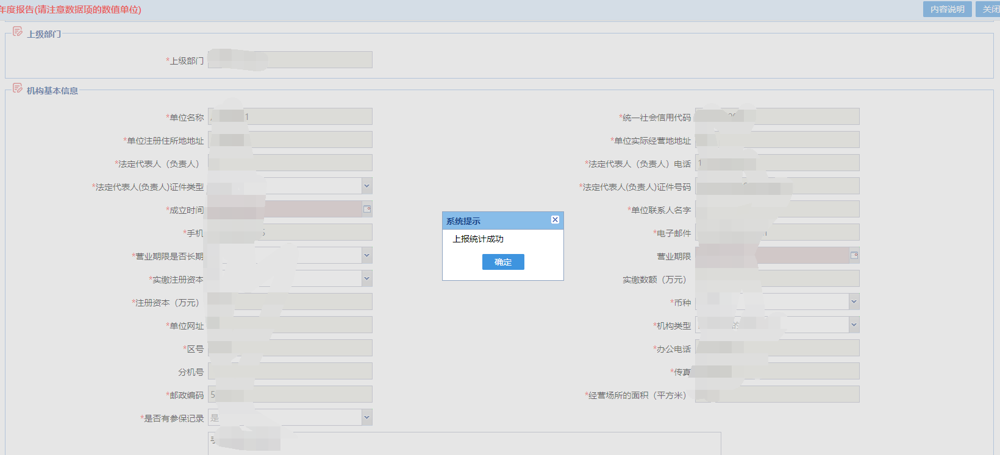 年度报告(请注意数据项的数值单位)
内容说明
关闭
上级部门
*上级部门
机构基本信息
*单位名称
1
*统一社会信用代码
*单位注册住所地地址
*单位实际经营地地址
*法定代表人（负责人）
*法定代表人（负责人）电话
1
*法定代表人(负责人)证件类型
*法定代表人(负责人)证件号码
*成立时间
*单位联系人名字
*手机
*电子邮件
*营业期限是否长期
营业期限
*实缴注册资本
实缴数额（万元）
*注册资本（万元）
*币种
*单位网址
*机构类型
的
*区号
*办公电话
分机号
*传真
*邮政编码
5
*经营场所的面积（平方米）
*是否有参保记录
是
系统提示
上报统计成功
确定